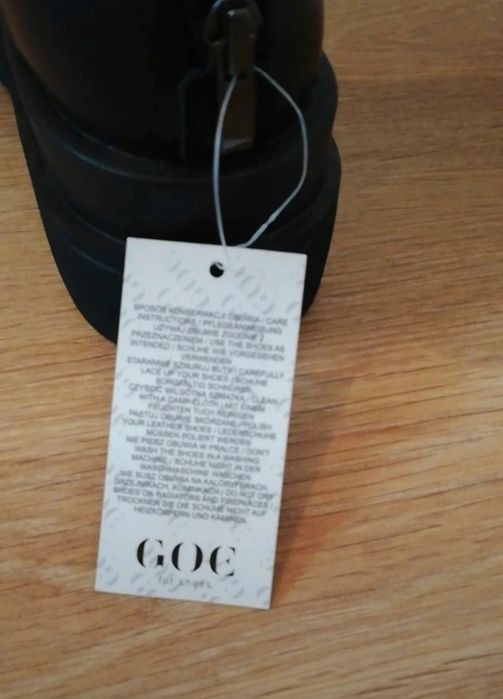 SPOSÓB KONSERWACJI OBUWIA / CARE
INSTRUCTIONS / PFLEGEANWEISUNG
UŻYWAJ OBUWIE ZGODNIE Z
PRZEZNACZENIEM / USE THE SHOES AS
INTENDED / SCHUHE WIE VORGESEHEN
VERWENDEN
STARANNIE SZNURUJ BUTY / CAREFULLY
LACE UP YOUR SHOES / SCHUHE
SORGFÄLTIG SCHNÜREN
CZYŚCIĆ WILGOTNĄ SZMATKĄ / CLEAN
WITH A DAMP CLOTH / MIT EINEM
FEUCHTEN TUCH REINIGEN
PASTUJ OBUWIE SKÓRZANE / POLISH
YOUR LEATHER SHOES / LEDERSCHUHE
MÜSSEN POLIERT WERDEN
NIE PIERZ OBUWIA W PRALCE / DON'T
WASH THE SHOES IN A WASHING
MACHINE / SCHUHE NICHT IN DER
WASCHMASCHINE WASCHEN
NIE SUSZ OBUWIA NA KALORYFERACH,
GRZEJNIKACH, KOMINKACH / DO NOT DRY
SHOES ON RADIATORS AND FIREPLACES /
TROCKNEN SIE DIE SCHUHE NICHT AUF
HEIZKÖRPERN UND KAMINEN
GOE
for shoes